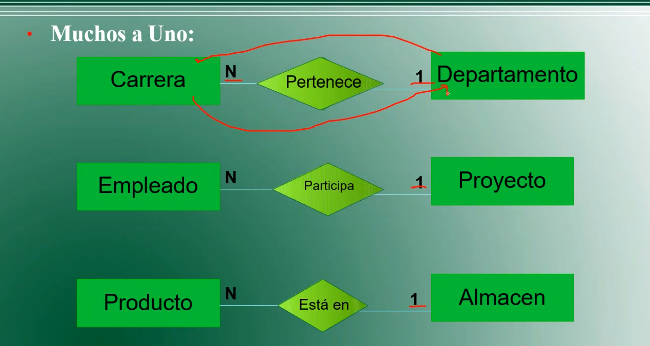 • Muchos a Uno:
Carrera N Pertenece 1 Departamento
Empleado N Participa 1 Proyecto
Producto N Está en 1 Almacen